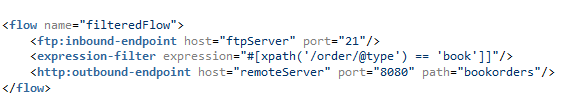 <flow name="filteredFlow">
<ftp:inbound-endpoint host="ftpServer" port="21"/>
<expression-filter expression="#[xpath('/order/@type') == 'book']]"/>
<http:outbound-endpoint host="remoteServer" port="8080" path="bookorders"/>
</flow>